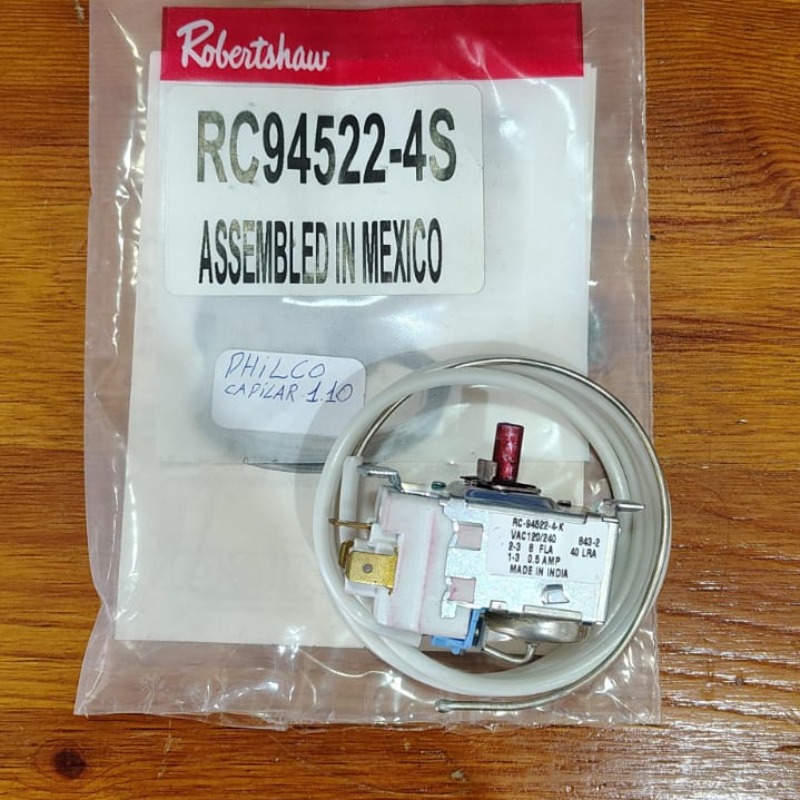 Robertshaw
RC94522-4S
ASSEMBLED IN MEXICO
PHILCO
CAPILAR 1.10
RC-94522-4-K
VAC120/240 843-2
2-3 8 FLA 40 LRA
1-3 0.5 AMP
MADE IN INDIA